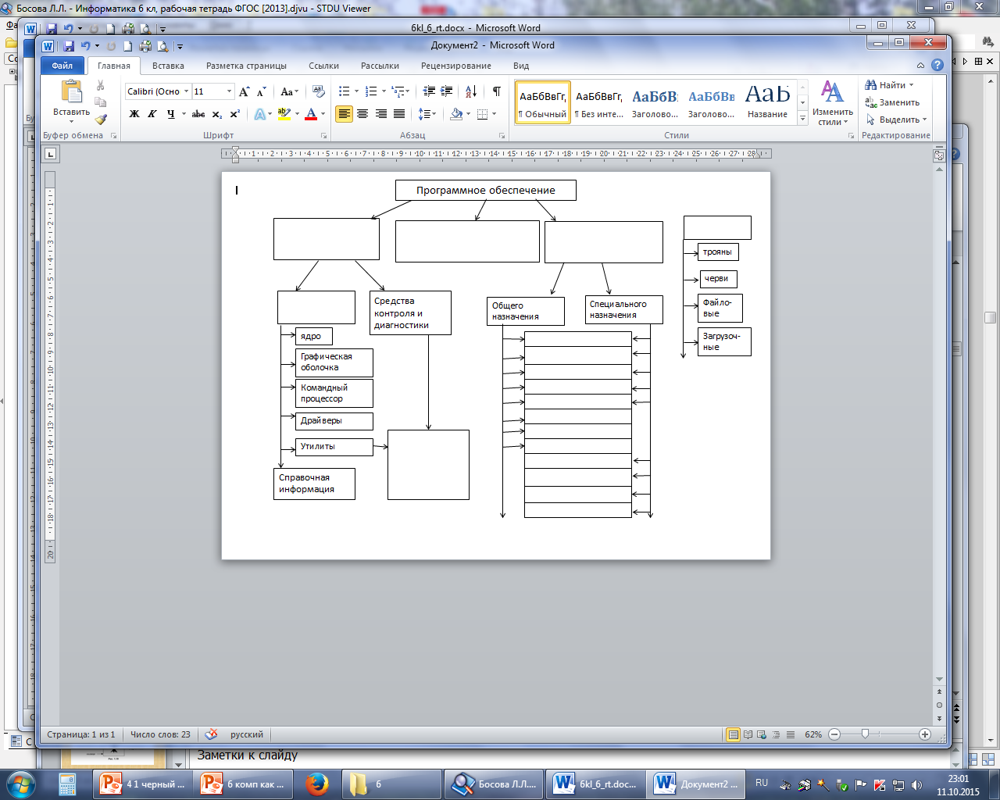 Босова Л.Л. - Информатика 6 кл, рабочая тетрадь ФГОС [2013].djvu - STDU Viewer
6kl_6_rt.docx - Microsoft Word
Документ2 - Microsoft Word
Файл Главная Вставка Разметка страницы Ссылки Рассылки Рецензирование Вид
Calibri (Осно 11
Вставить
Ж К Ч abc x₂ x²
АаБбВвГг, АаБбВвГг, АаБбВ: АаБбВв АаБ
¶ Обычный ¶ Без инте... Заголово... Заголово... Название
Изменить стили
Найти
Заменить
Выделить
Буфер обмена Шрифт Абзац Стили Редактирование
Программное обеспечение
трояны
черви
Файло-
вые
Загрузоч-
ные
Средства
контроля и
диагностики
Общего
назначения
Специального
назначения
ядро
Графическая
оболочка
Командный
процессор
Драйверы
Утилиты
Справочная
информация
Страница: 1 из 1 Число слов: 23 русский 62%
Заметки к слайду
4 1 черный ... 6 комп как ... 6 Босова Л.Л.... 6kl_6_rt.doc... Документ2 ... RU 23:01
11.10.2015